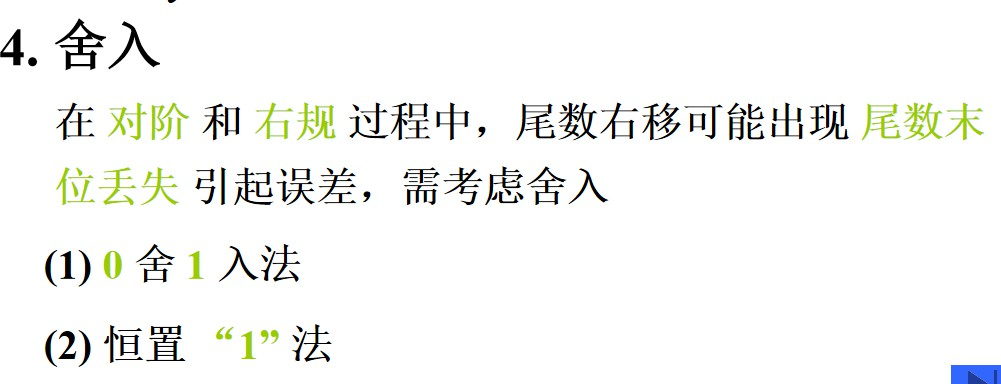 4. 舍入
在 对阶 和 右规 过程中，尾数右移可能出现 尾数末
位丢失 引起误差，需考虑舍入
(1) 0 舍 1 入法
(2) 恒置 “1” 法